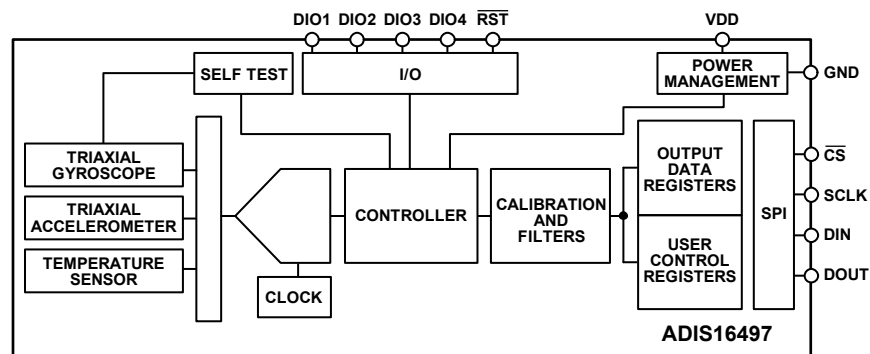 DIO1 DIO2 DIO3 DIO4 RST VDD
SELF TEST
I/O
POWER
MANAGEMENT
GND
TRIAXIAL
GYROSCOPE
TRIAXIAL
ACCELEROMETER
TEMPERATURE
SENSOR
CLOCK
CONTROLLER
CALIBRATION
AND
FILTERS
OUTPUT
DATA
REGISTERS
USER
CONTROL
REGISTERS
SPI
CS
SCLK
DIN
DOUT
ADIS16497